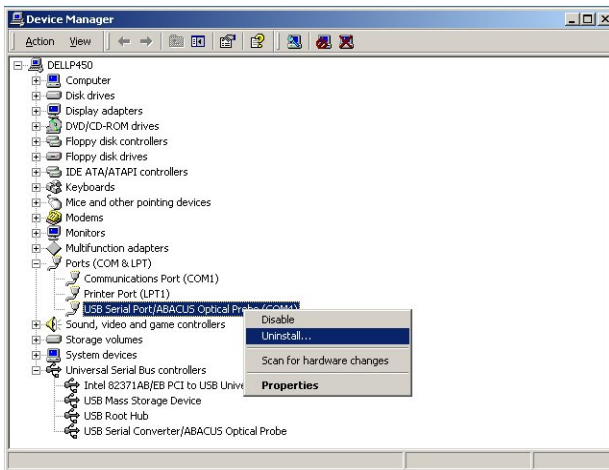 Device Manager
Action View
DELLP450
Computer
Disk drives
Display adapters
DVD/CD-ROM drives
Floppy disk controllers
Floppy disk drives
IDE ATA/ATAPI controllers
Keyboards
Mice and other pointing devices
Modems
Monitors
Multifunction adapters
Ports (COM & LPT)
Communications Port (COM1)
Printer Port (LPT1)
USB Serial Port/ABACUS Optical Probe
Disable
Sound, video and game controllers
Uninstall...
Storage volumes
System devices
Scan for hardware changes
Universal Serial Bus controllers
Intel 82371AB/EB PCI to USB Unive
Properties
USB Mass Storage Device
USB Root Hub
USB Serial Converter/ABACUS Optical Probe